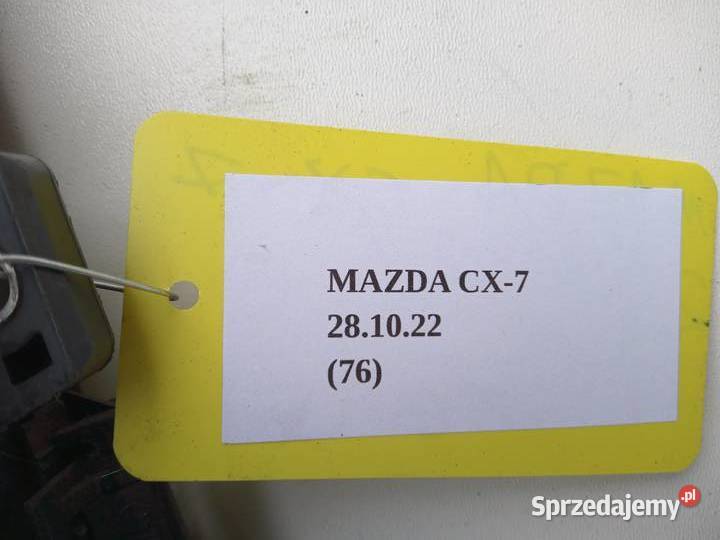 MAZDA CX-7
28.10.22
(76)
Sprzedajemy.pl